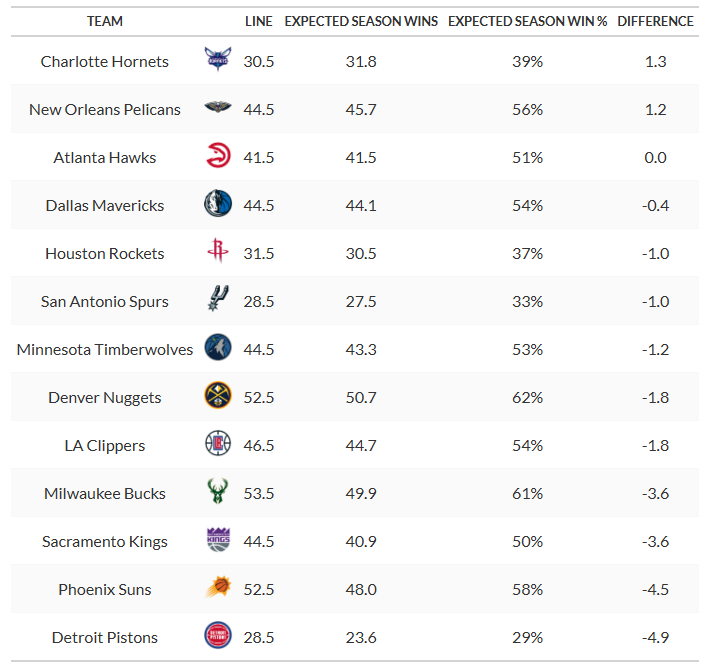 TEAM LINE EXPECTED SEASON WINS EXPECTED SEASON WIN % DIFFERENCE
Charlotte Hornets 30.5 31.8 39% 1.3
New Orleans Pelicans 44.5 45.7 56% 1.2
Atlanta Hawks 41.5 41.5 51% 0.0
Dallas Mavericks 44.5 44.1 54% -0.4
Houston Rockets 31.5 30.5 37% -1.0
San Antonio Spurs 28.5 27.5 33% -1.0
Minnesota Timberwolves 44.5 43.3 53% -1.2
Denver Nuggets 52.5 50.7 62% -1.8
LA Clippers 46.5 44.7 54% -1.8
Milwaukee Bucks 53.5 49.9 61% -3.6
Sacramento Kings 44.5 40.9 50% -3.6
Phoenix Suns 52.5 48.0 58% -4.5
Detroit Pistons 28.5 23.6 29% -4.9